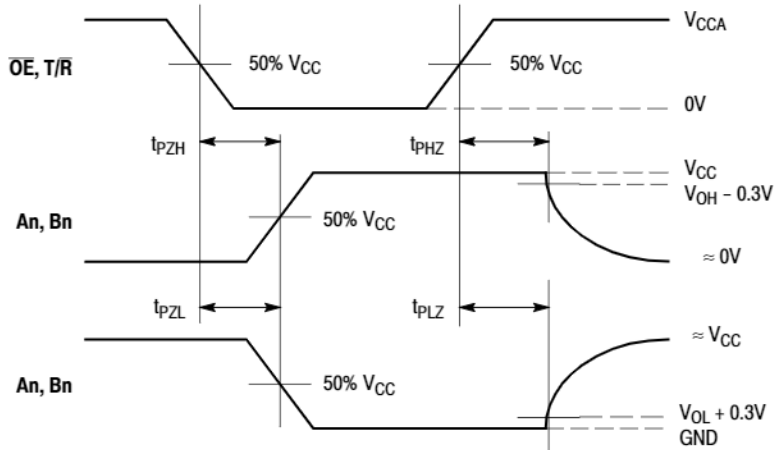 V_CCA
O̅E̅, T/R̅
50% V_CC
50% V_CC
0V
t_PZH
t_PHZ
V_CC
V_OH – 0.3V
An, Bn
50% V_CC
≈ 0V
t_PZL
t_PLZ
≈ V_CC
An, Bn
50% V_CC
V_OL + 0.3V
GND